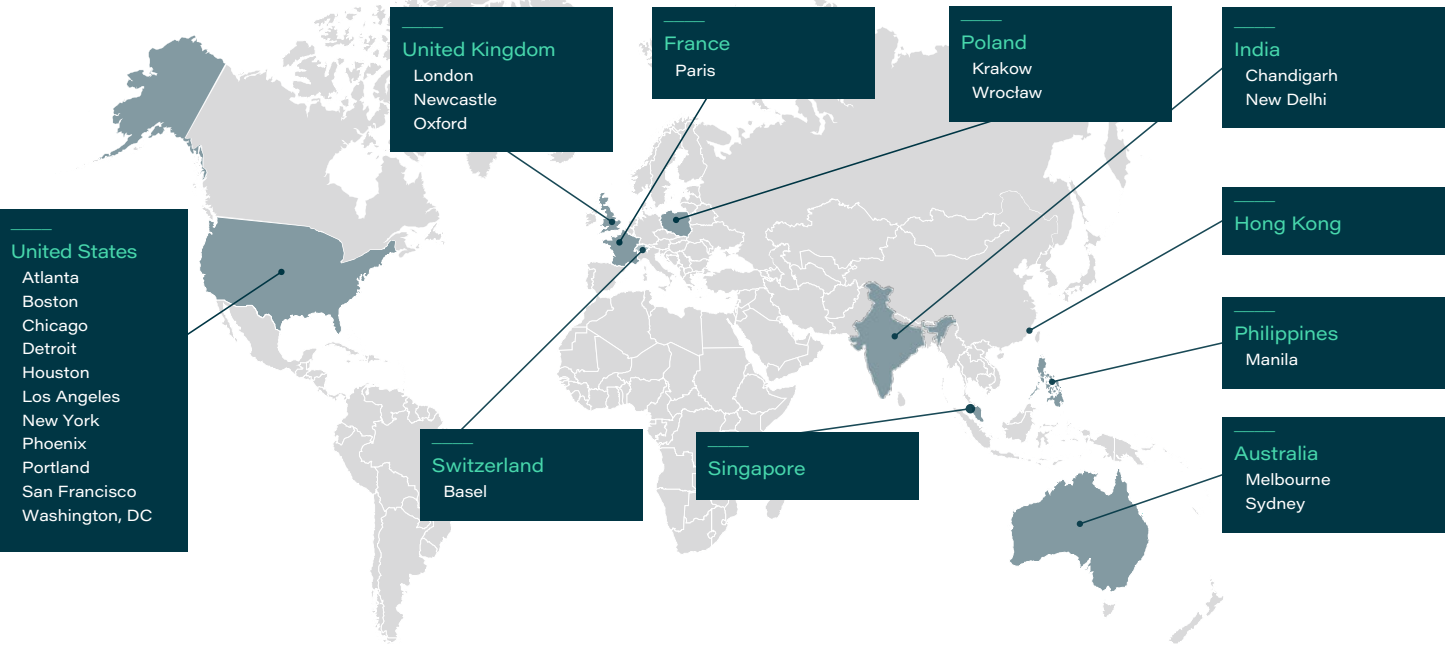 United Kingdom
London
Newcastle
Oxford
France
Paris
Poland
Krakow
Wrocław
India
Chandigarh
New Delhi
Hong Kong
United States
Atlanta
Boston
Chicago
Detroit
Houston
Los Angeles
New York
Phoenix
Portland
San Francisco
Washington, DC
Philippines
Manila
Switzerland
Basel
Singapore
Australia
Melbourne
Sydney